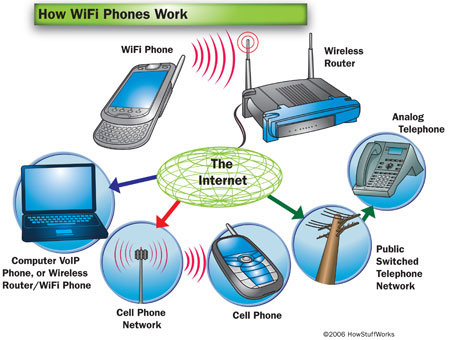 How WiFi Phones Work
WiFi Phone
Wireless
Router
Analog
Telephone
The
Internet
Computer VoIP
Phone, or Wireless
Router/WiFi Phone
Cell Phone
Network
Cell Phone
Public
Switched
Telephone
Network
©2006 HowStuffWorks